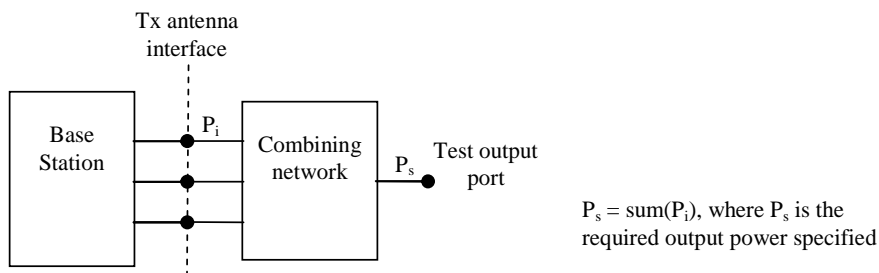 Tx antenna
interface
Base
Station
Pi
Combining
network
Ps
Test output
port
Ps = sum(Pi), where Ps is the
required output power specified